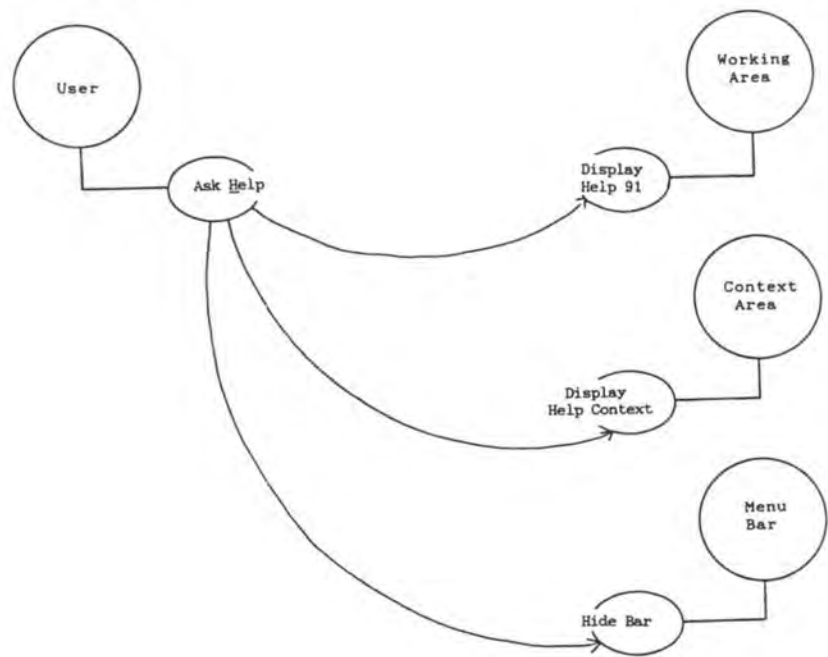 User
Working
Area
Ask Help
Display
Help 91
Context
Area
Display
Help Context
Menu
Bar
Hide Bar